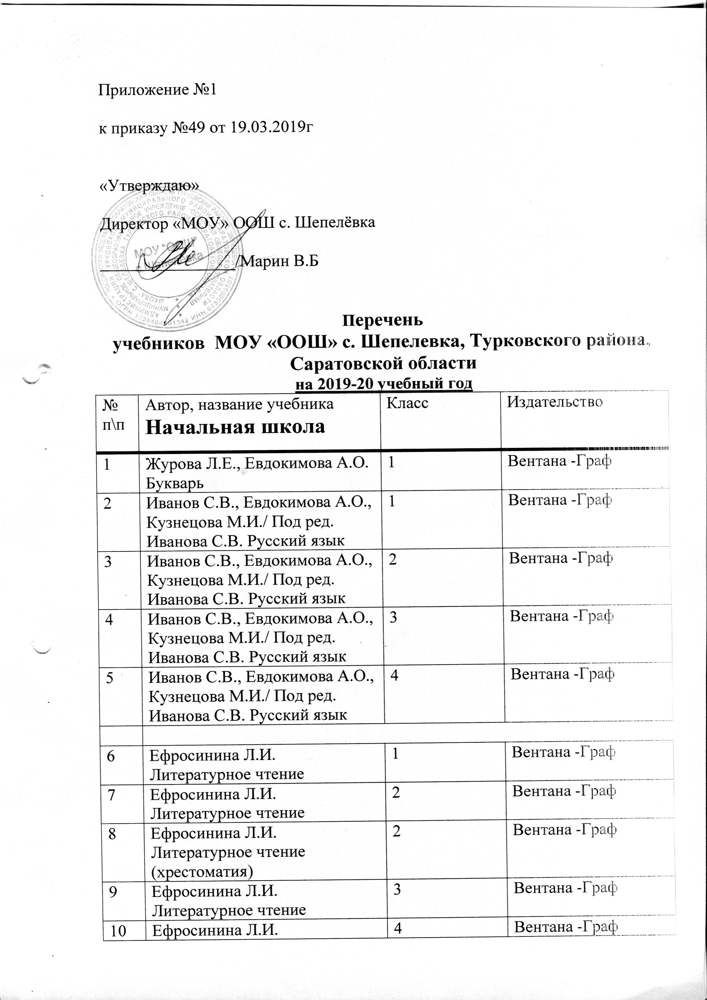 Приложение №1
к приказу №49 от 19.03.2019г
«Утверждаю»
Директор «МОУ» ООШ с. Шепелёвка
/Марин В.Б
МОУ "ООШ"
с. Шепелевка
ОГРН 1036404901342 ИНН 6435009507
Перечень
учебников МОУ «ООШ» с. Шепелевка, Турковского района,
Саратовской области
на 2019-20 учебный год
№ Автор, название учебника Класс Издательство
п\п Начальная школа
1 Журова Л.Е., Евдокимова А.О. 1 Вентана -Граф
Букварь
2 Иванов С.В., Евдокимова А.О., 1 Вентана -Граф
Кузнецова М.И./ Под ред.
Иванова С.В. Русский язык
3 Иванов С.В., Евдокимова А.О., 2 Вентана -Граф
Кузнецова М.И./ Под ред.
Иванова С.В. Русский язык
4 Иванов С.В., Евдокимова А.О., 3 Вентана -Граф
Кузнецова М.И./ Под ред.
Иванова С.В. Русский язык
5 Иванов С.В., Евдокимова А.О., 4 Вентана -Граф
Кузнецова М.И./ Под ред.
Иванова С.В. Русский язык
6 Ефросинина Л.И. 1 Вентана -Граф
Литературное чтение
7 Ефросинина Л.И. 2 Вентана -Граф
Литературное чтение
8 Ефросинина Л.И. 2 Вентана -Граф
Литературное чтение
(хрестоматия)
9 Ефросинина Л.И. 3 Вентана -Граф
Литературное чтение
10 Ефросинина Л.И. 4 Вентана -Граф